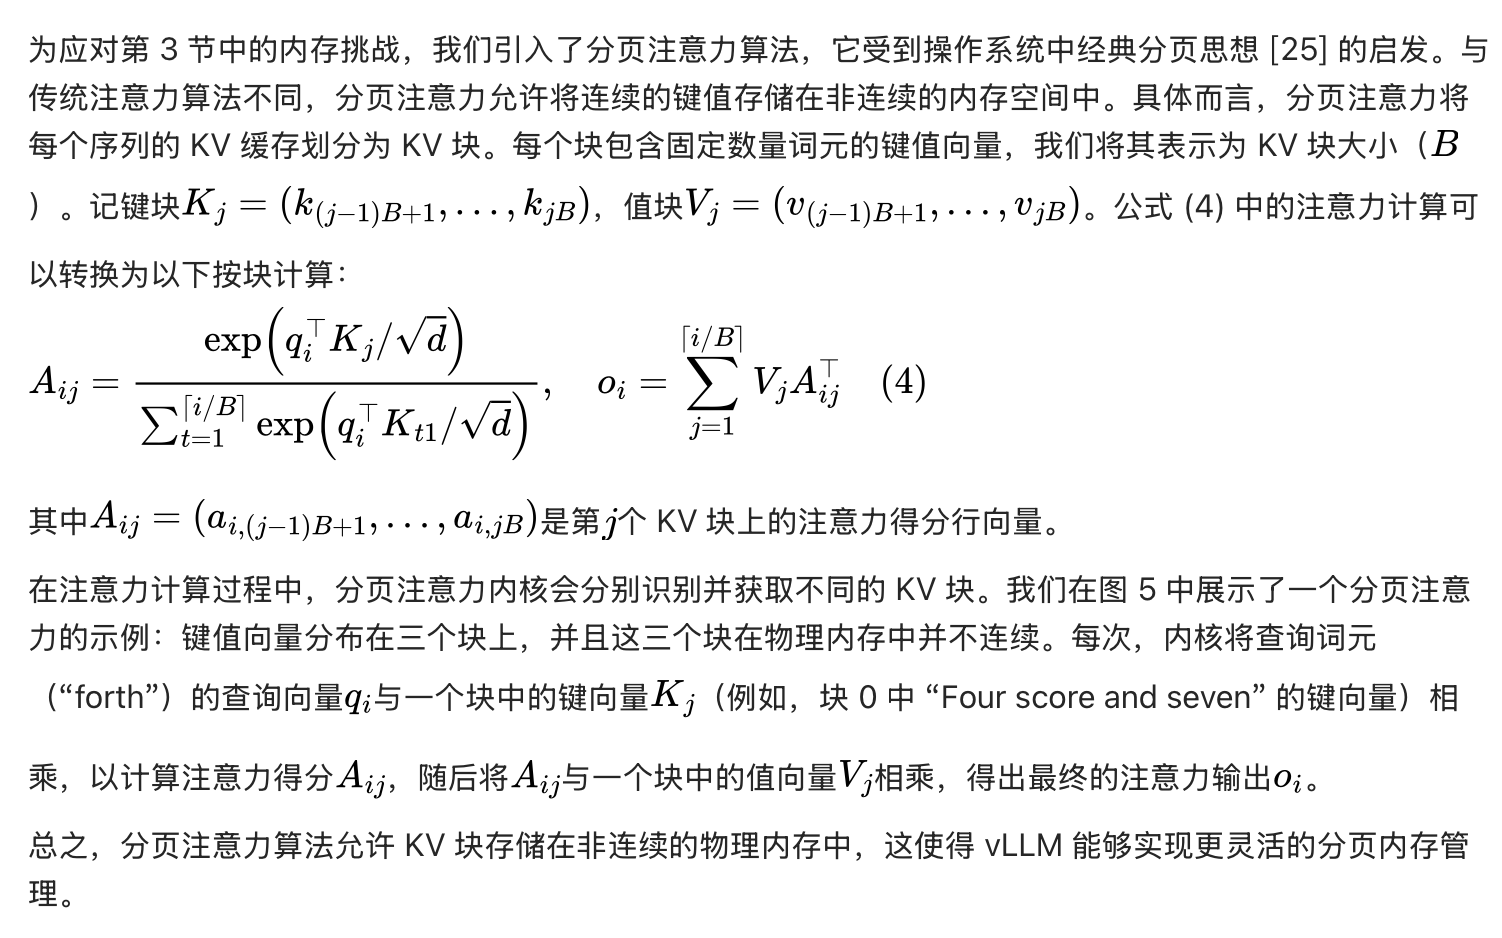 为应对第 3 节中的内存挑战，我们引入了分页注意力算法，它受到操作系统中经典分页思想 [25] 的启发。与
传统注意力算法不同，分页注意力允许将连续的键值存储在非连续的内存空间中。具体而言，分页注意力将
每个序列的 KV 缓存划分为 KV 块。每个块包含固定数量词元的键值向量，我们将其表示为 KV 块大小（$B$
）。记键块$K_j = (k_{(j-1)B+1}, \ldots, k_{jB})$，值块$V_j = (v_{(j-1)B+1}, \ldots, v_{jB})$。公式 (4) 中的注意力计算可
以转换为以下按块计算：
$A_{ij} = \frac{\exp\left(q_i^\top K_j/\sqrt{d}\right)}{\sum_{t=1}^{\lceil i/B \rceil} \exp\left(q_i^\top K_{t1}/\sqrt{d}\right)}, \quad o_i = \sum_{j=1}^{\lceil i/B \rceil} V_j A_{ij}^\top \quad (4)$
其中$A_{ij} = (a_{i,(j-1)B+1}, \ldots, a_{i,jB})$是第$j$个 KV 块上的注意力得分行向量。
在注意力计算过程中，分页注意力内核会分别识别并获取不同的 KV 块。我们在图 5 中展示了一个分页注意
力的示例：键值向量分布在三个块上，并且这三个块在物理内存中并不连续。每次，内核将查询词元
（“forth”）的查询向量$q_i$与一个块中的键向量$K_j$（例如，块 0 中 “Four score and seven” 的键向量）相
乘，以计算注意力得分$A_{ij}$，随后将$A_{ij}$与一个块中的值向量$V_j$相乘，得出最终的注意力输出$o_i$。
总之，分页注意力算法允许 KV 块存储在非连续的物理内存中，这使得 vLLM 能够实现更灵活的分页内存管
理。